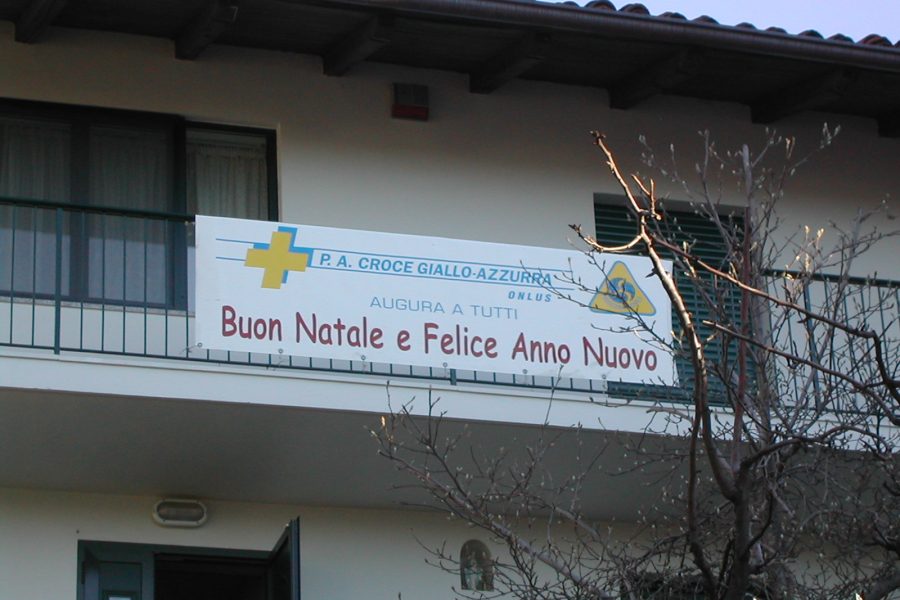 P. A. CROCE GIALLO-AZZURRA
ONLUS
AUGURA A TUTTI
Buon Natale e Felice Anno Nuovo